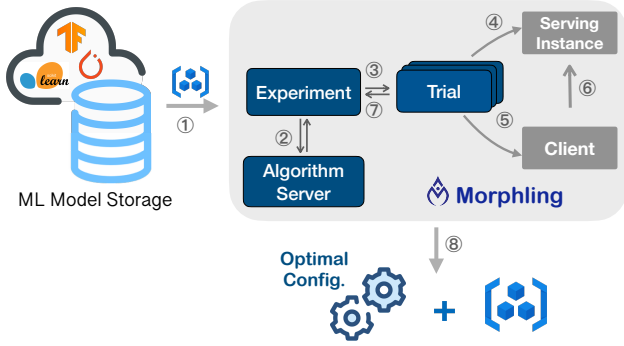 learn
ML Model Storage
①
Experiment
②
Algorithm
Server
③
⑦
Trial
④
⑤
Serving
Instance
⑥
Client
Morphling
⑧
Optimal
Config.
+